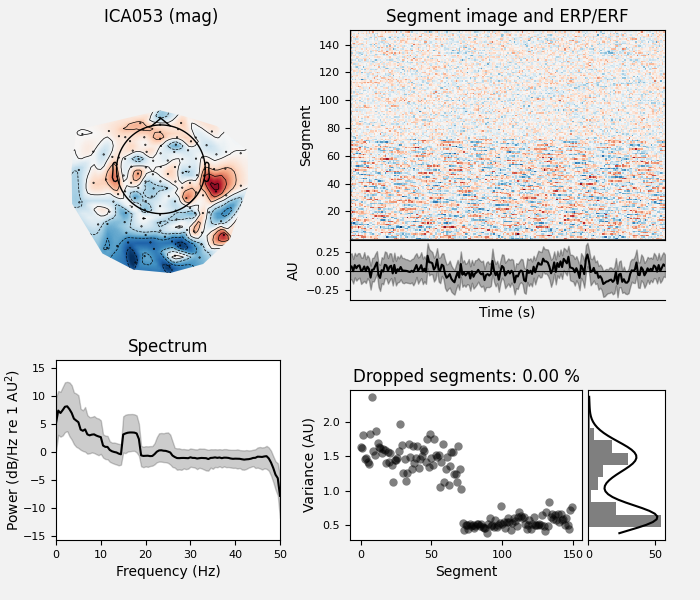 ICA053 (mag)
Segment image and ERP/ERF
140
120
100
80
60
40
20
Segment
0.25
0.00
−0.25
AU
Time (s)
Spectrum
15
10
5
0
−5
−10
−15
Power (dB/Hz re 1 AU²)
0 10 20 30 40 50
Frequency (Hz)
Dropped segments: 0.00 %
2.0
1.5
1.0
0.5
Variance (AU)
0 50 100 150
Segment
0 50